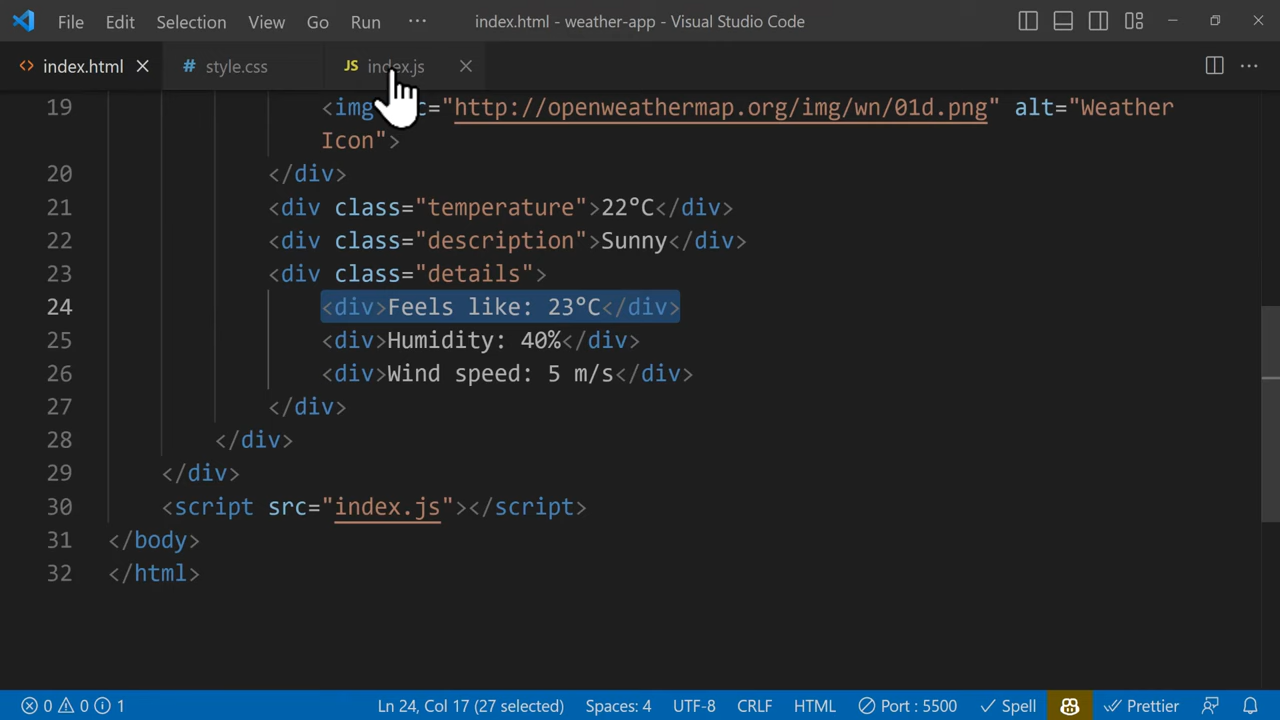 File Edit Selection View Go Run ··· index.html - weather-app - Visual Studio Code
<> index.html # style.css JS index.js
19 <img c="http://openweathermap.org/img/wn/01d.png" alt="Weather
Icon">
20 </div>
21 <div class="temperature">22°C</div>
22 <div class="description">Sunny</div>
23 <div class="details">
24 <div>Feels like: 23°C</div>
25 <div>Humidity: 40%</div>
26 <div>Wind speed: 5 m/s</div>
27 </div>
28 </div>
29 </div>
30 <script src="index.js"></script>
31 </body>
32 </html>
0 0 1 Ln 24, Col 17 (27 selected) Spaces: 4 UTF-8 CRLF HTML Port : 5500 Spell Prettier